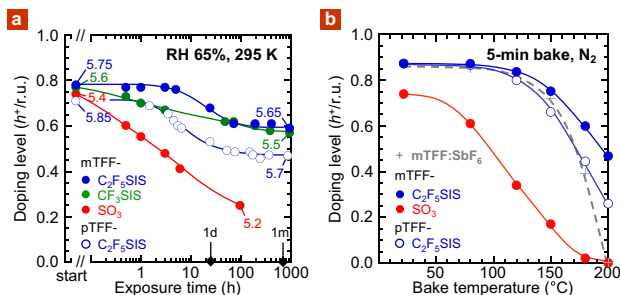 a
Doping level (h⁺/r.u.)
1.0
0.8
0.6
0.4
0.2
0.0
//
RH 65%, 295 K
5.75
5.6
5.4
5.85
5.65
5.5
5.7
5.2
mTFF-
C₂F₅SIS
CF₃SIS
SO₃
pTFF-
C₂F₅SIS
1d
1m
//
start
1
10
100
1000
Exposure time (h)
b
Doping level (h⁺/r.u.)
1.0
0.8
0.6
0.4
0.2
0.0
5-min bake, N₂
+ mTFF:SbF₆
mTFF-
C₂F₅SIS
SO₃
pTFF-
C₂F₅SIS
50
100
150
200
Bake temperature (°C)